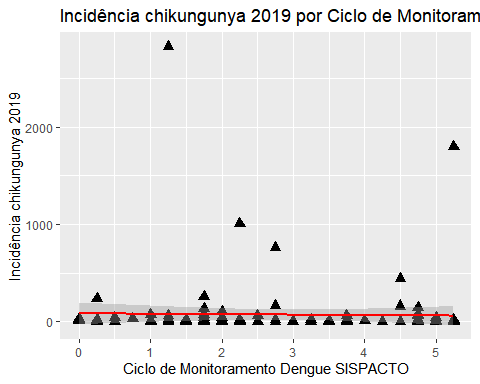 Incidência chikungunya 2019 por Ciclo de Monitoram
Incidência chikungunya 2019
2000
1000
0
0 1 2 3 4 5
Ciclo de Monitoramento Dengue SISPACTO